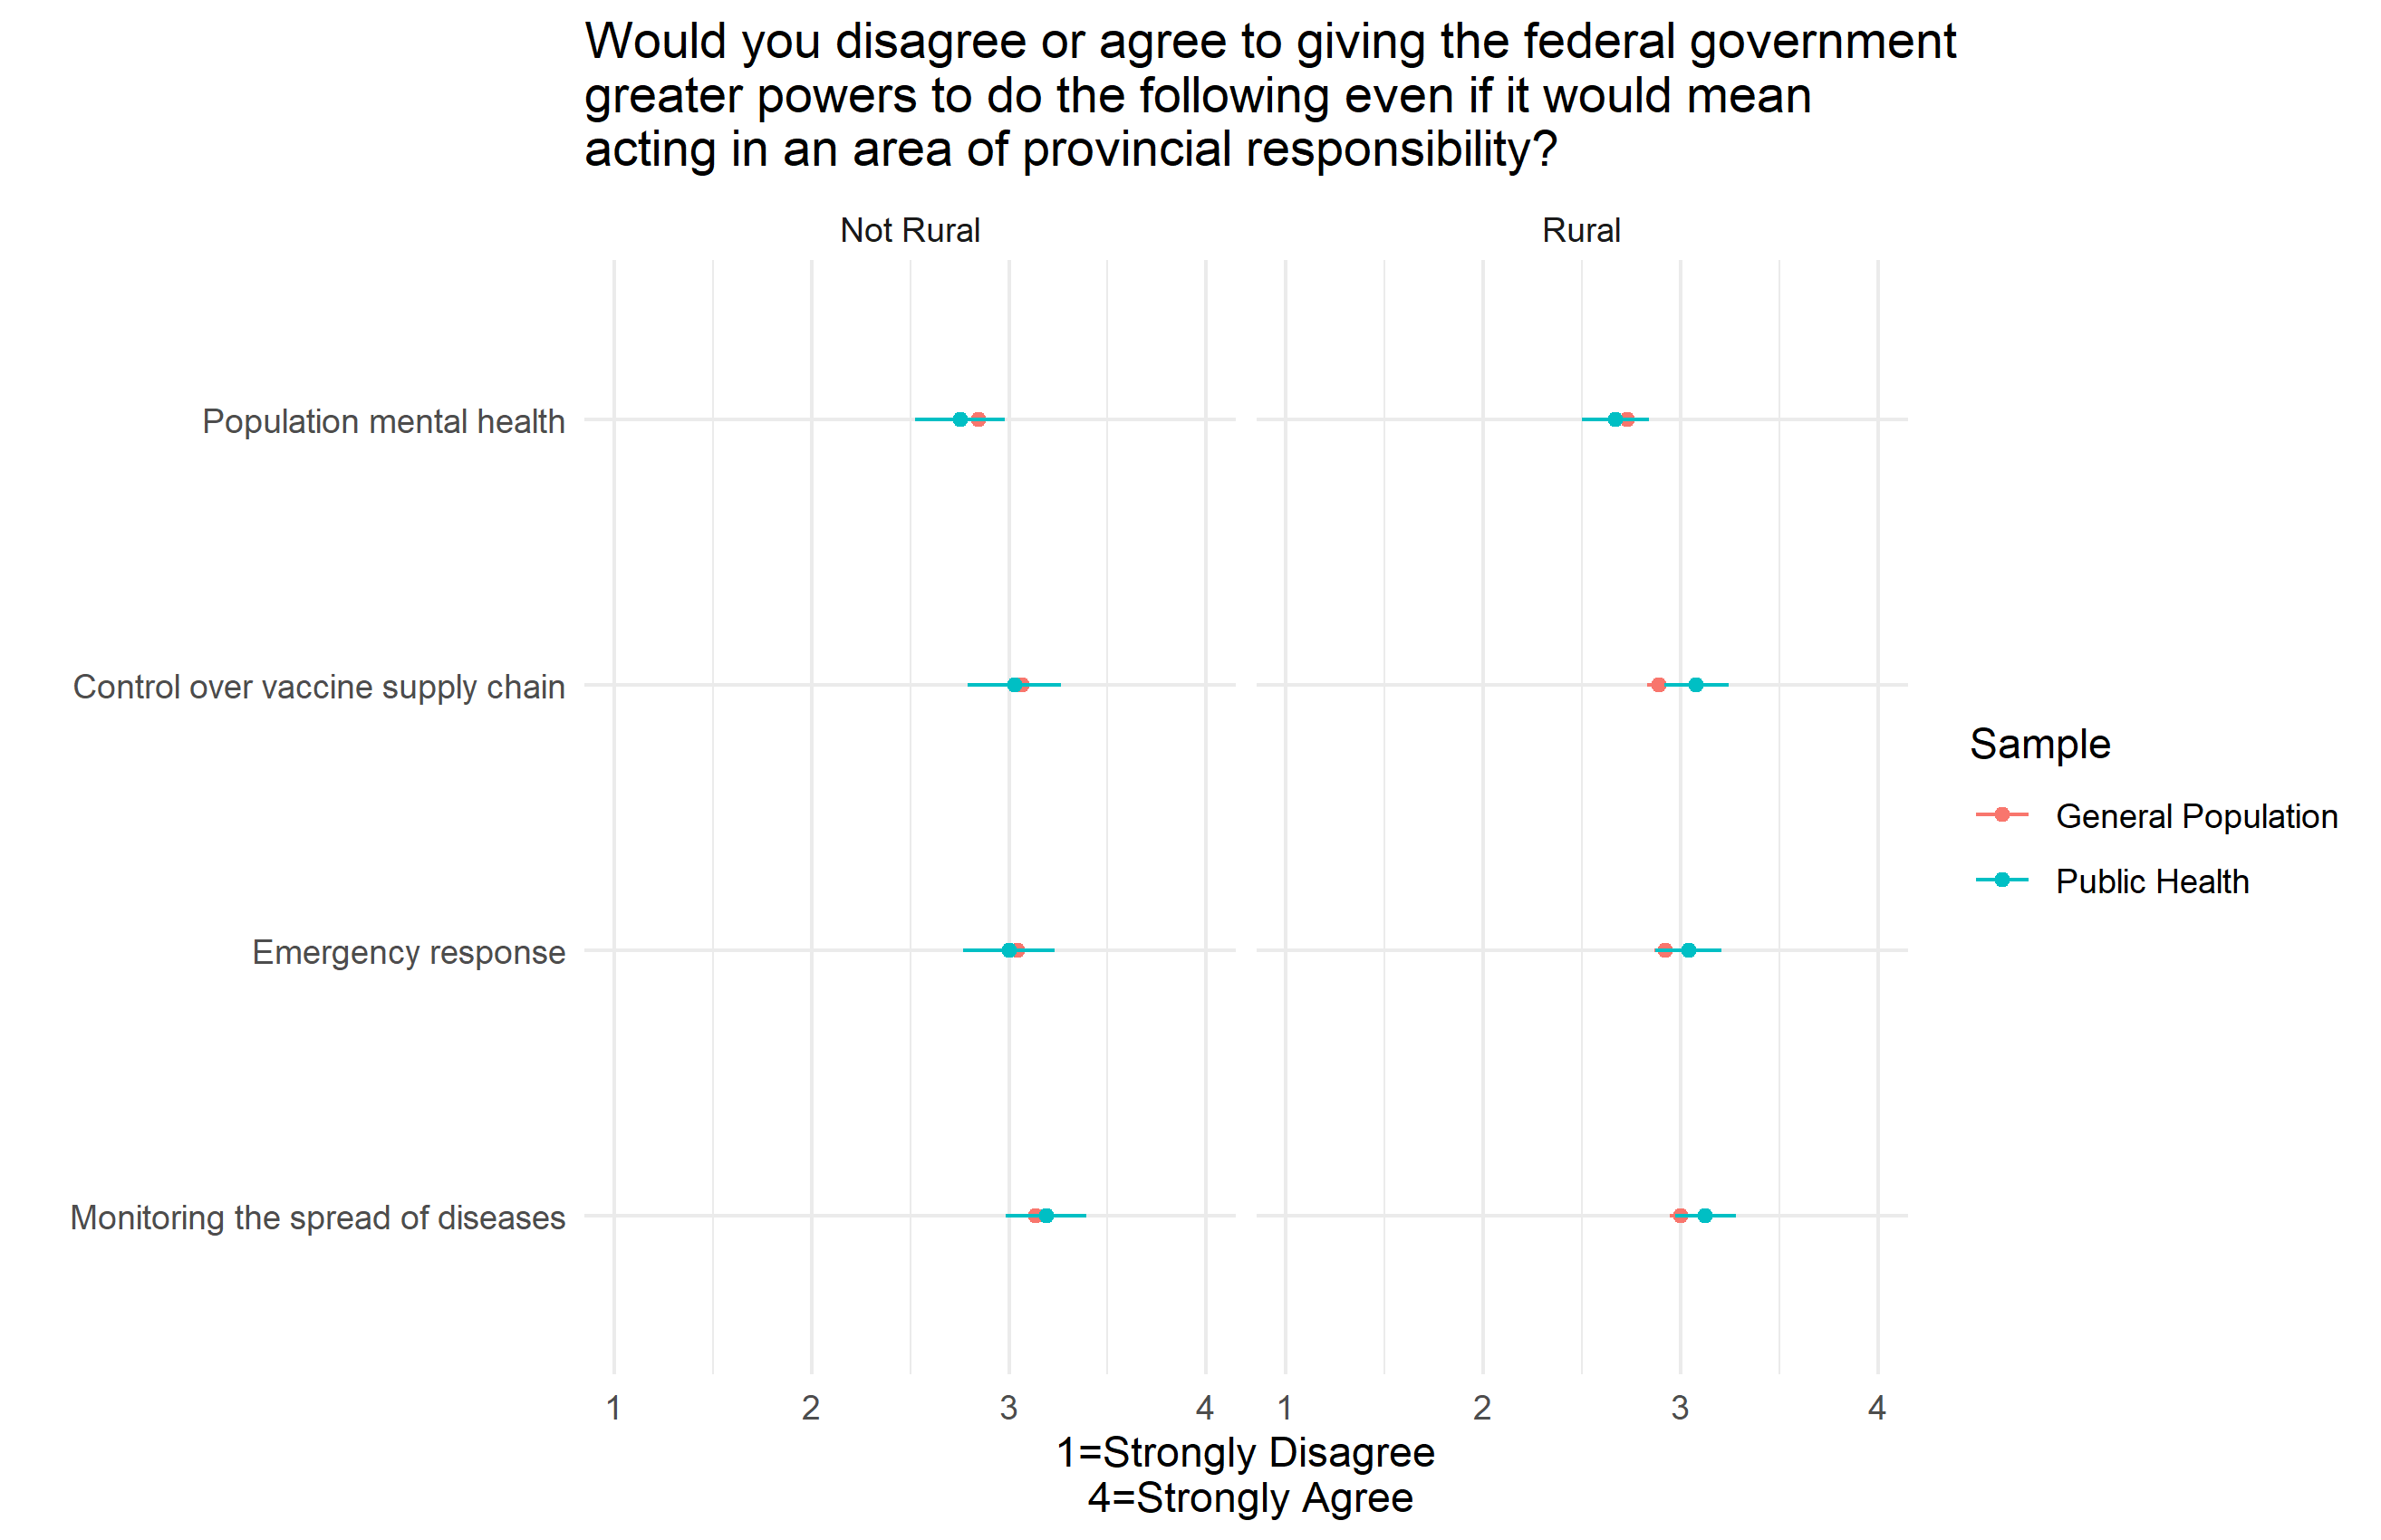 Would you disagree or agree to giving the federal government
greater powers to do the following even if it would mean
acting in an area of provincial responsibility?
Not Rural
Rural
Population mental health
Control over vaccine supply chain
Emergency response
Monitoring the spread of diseases
Sample
General Population
Public Health
1 2 3 4 1 2 3 4
1=Strongly Disagree
4=Strongly Agree